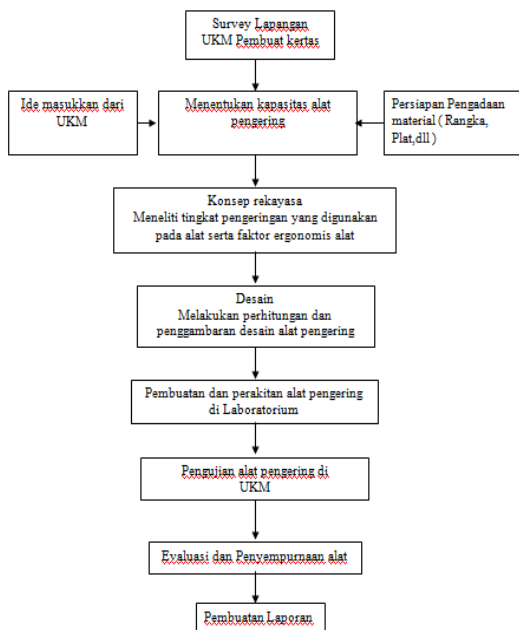 Survey Lapangan
UKM Pembuat kertas
Ide masukkan dari
UKM
Menentukan kapasitas alat
pengering
Persiapan Pengadaan
material ( Rangka,
Plat,dll )
Konsep rekayasa
Meneliti tingkat pengeringan yang digunakan
pada alat serta faktor ergonomis alat
Desain
Melakukan perhitungan dan
penggambaran desain alat pengering
Pembuatan dan perakitan alat pengering
di Laboratorium
Pengujian alat pengering di
UKM
Evaluasi dan Penyempurnaan alat
Pembuatan Laporan